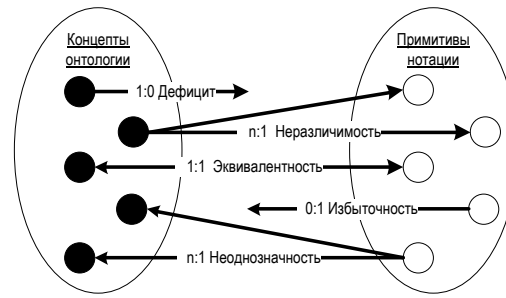 Концепты
онтологии
Примитивы
нотации
1:0 Дефицит
n:1 Неразличимость
1:1 Эквивалентность
0:1 Избыточность
n:1 Неоднозначность